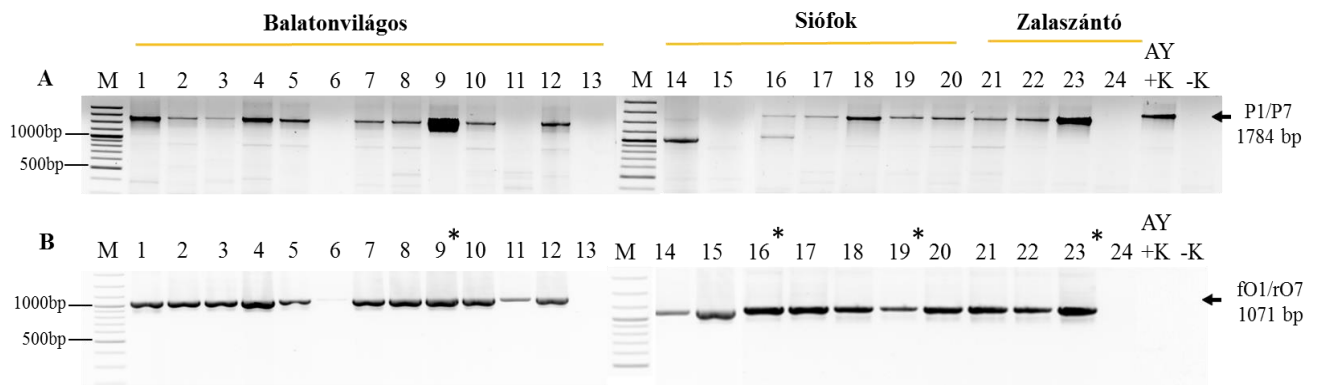 Balatonvilágos Siófok Zalaszántó
A M 1 2 3 4 5 6 7 8 9 10 11 12 13 M 14 15 16 17 18 19 20 21 22 23 24 AY +K -K
1000bp
500bp
P1/P7
1784 bp
B M 1 2 3 4 5 6 7 8 9* 10 11 12 13 M 14 15 16* 17 18 19* 20 21 22 23* 24 AY +K -K
1000bp
500bp
fO1/rO7
1071 bp